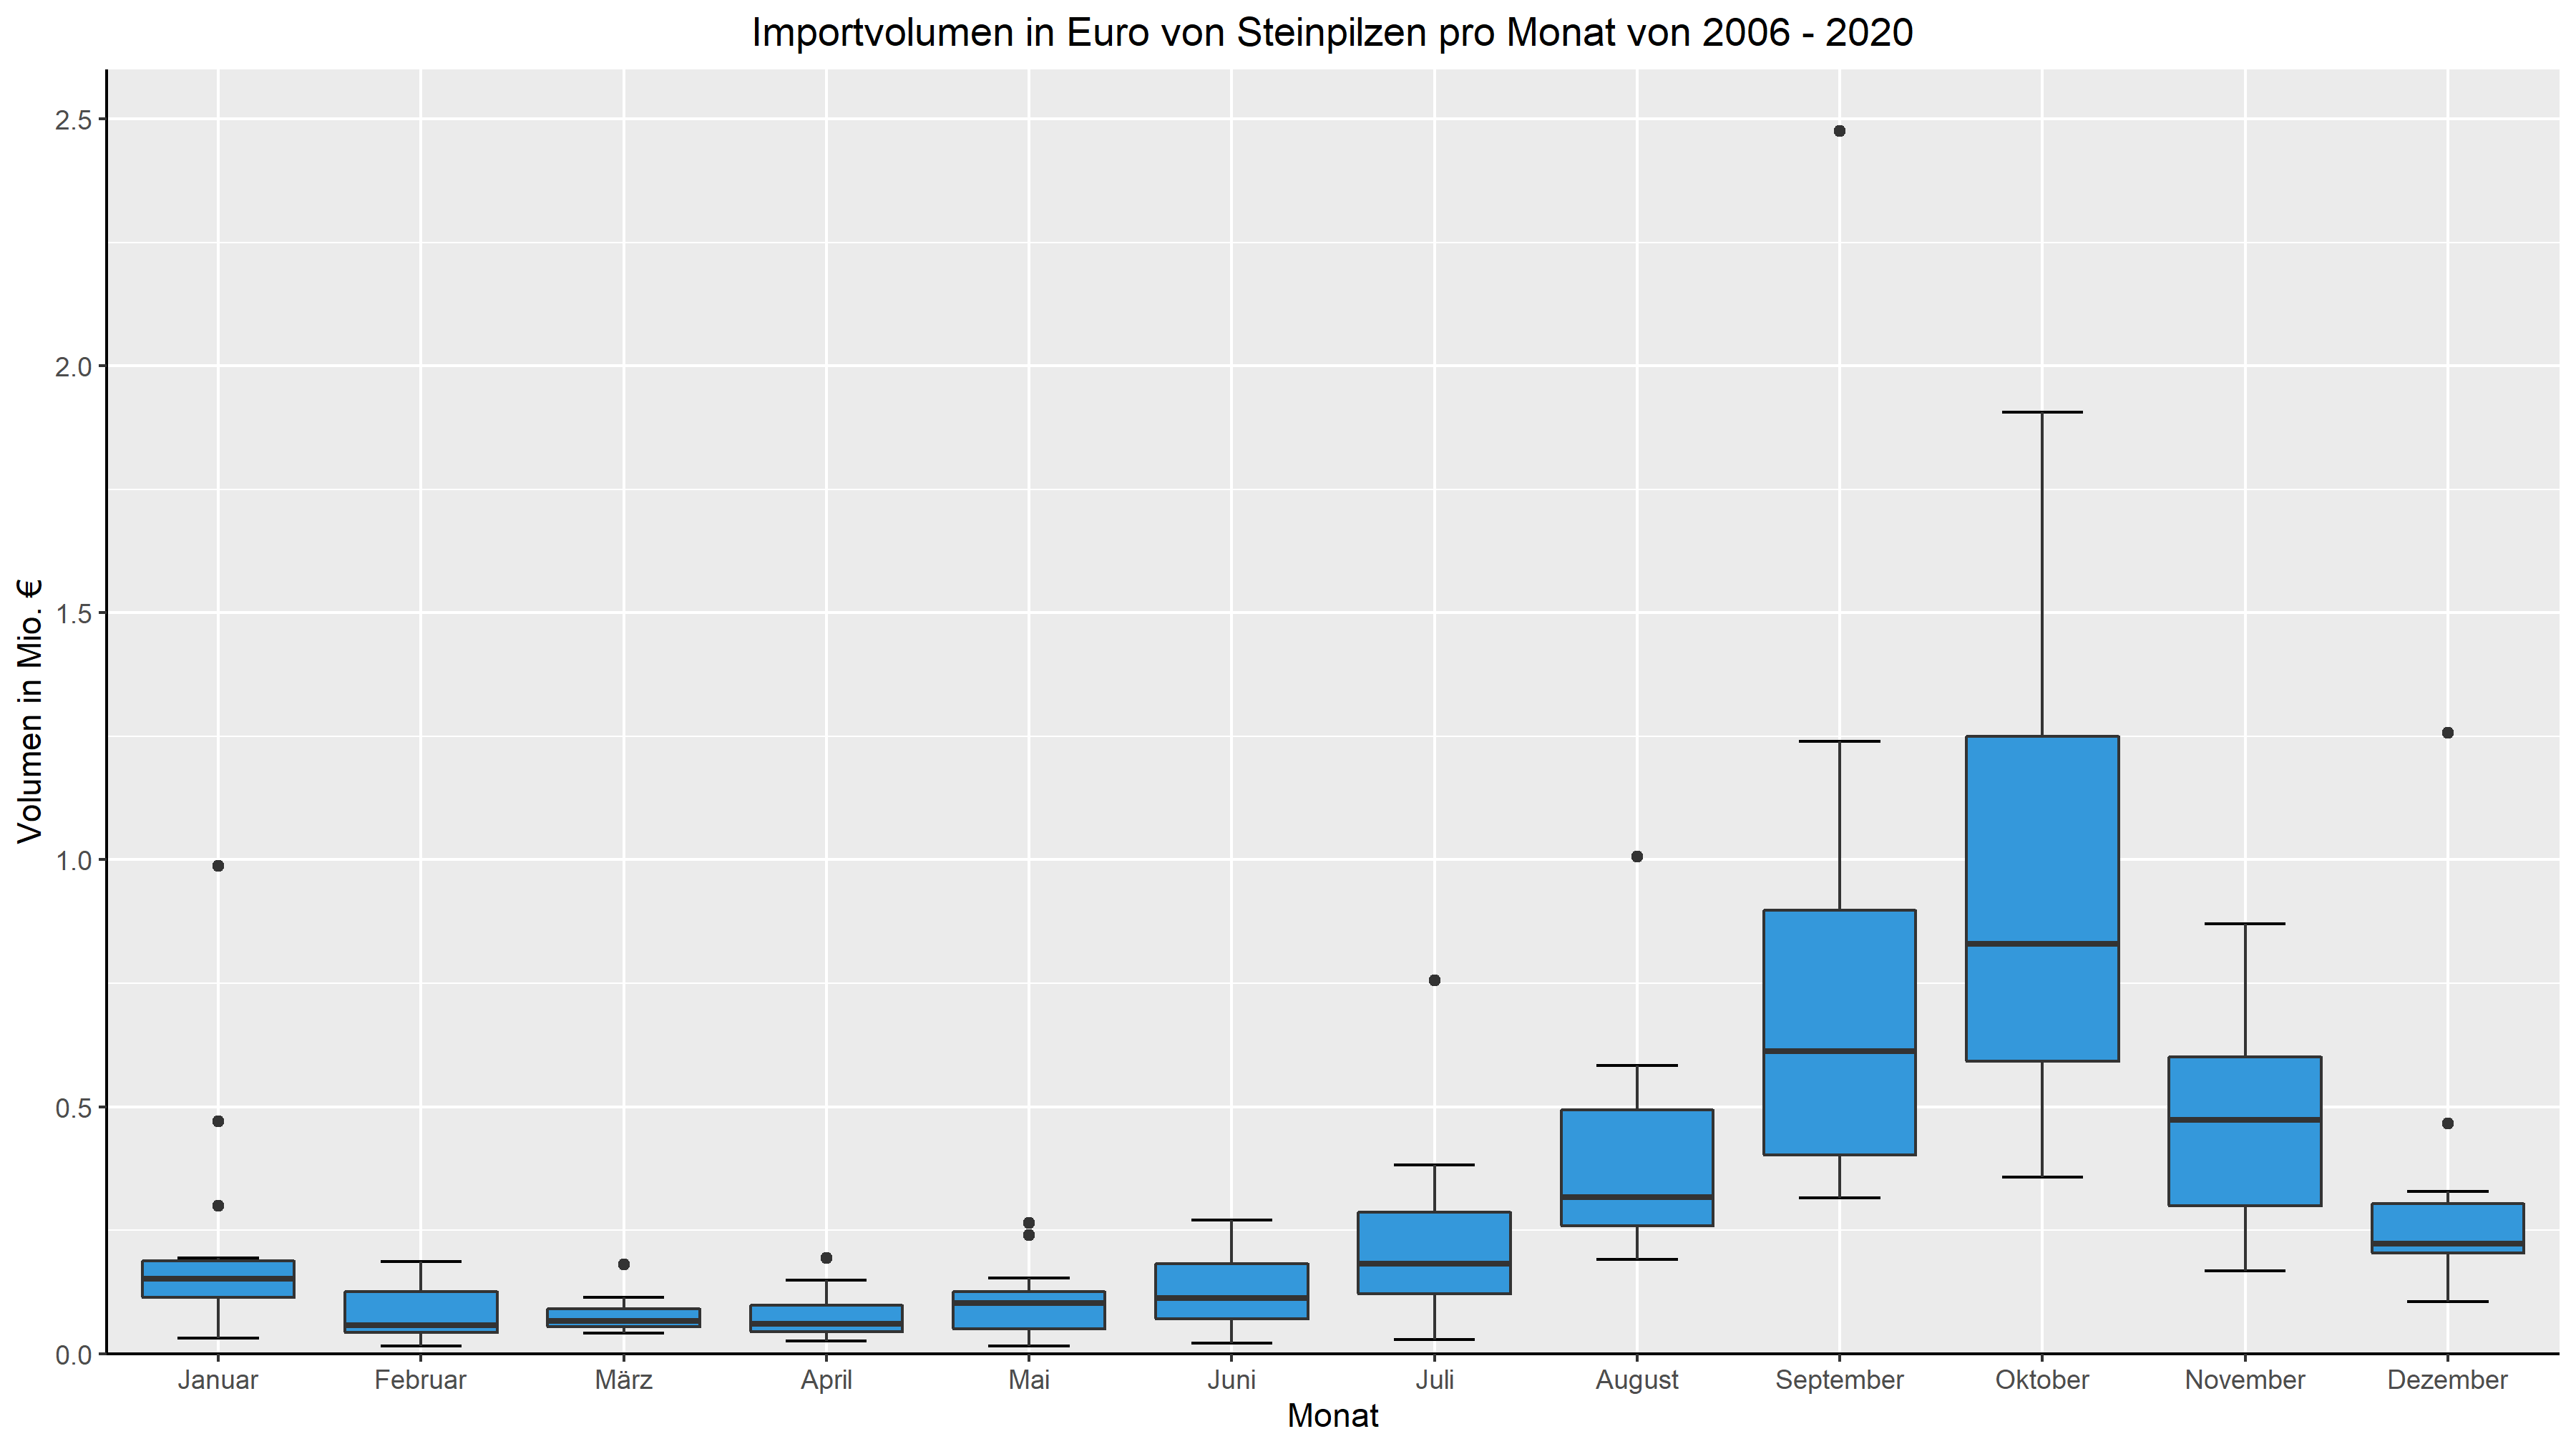 Importvolumen in Euro von Steinpilzen pro Monat von 2006 - 2020
Volumen in Mio. €
2.5
2.0
1.5
1.0
0.5
0.0
Januar Februar März April Mai Juni Juli August September Oktober November Dezember
Monat